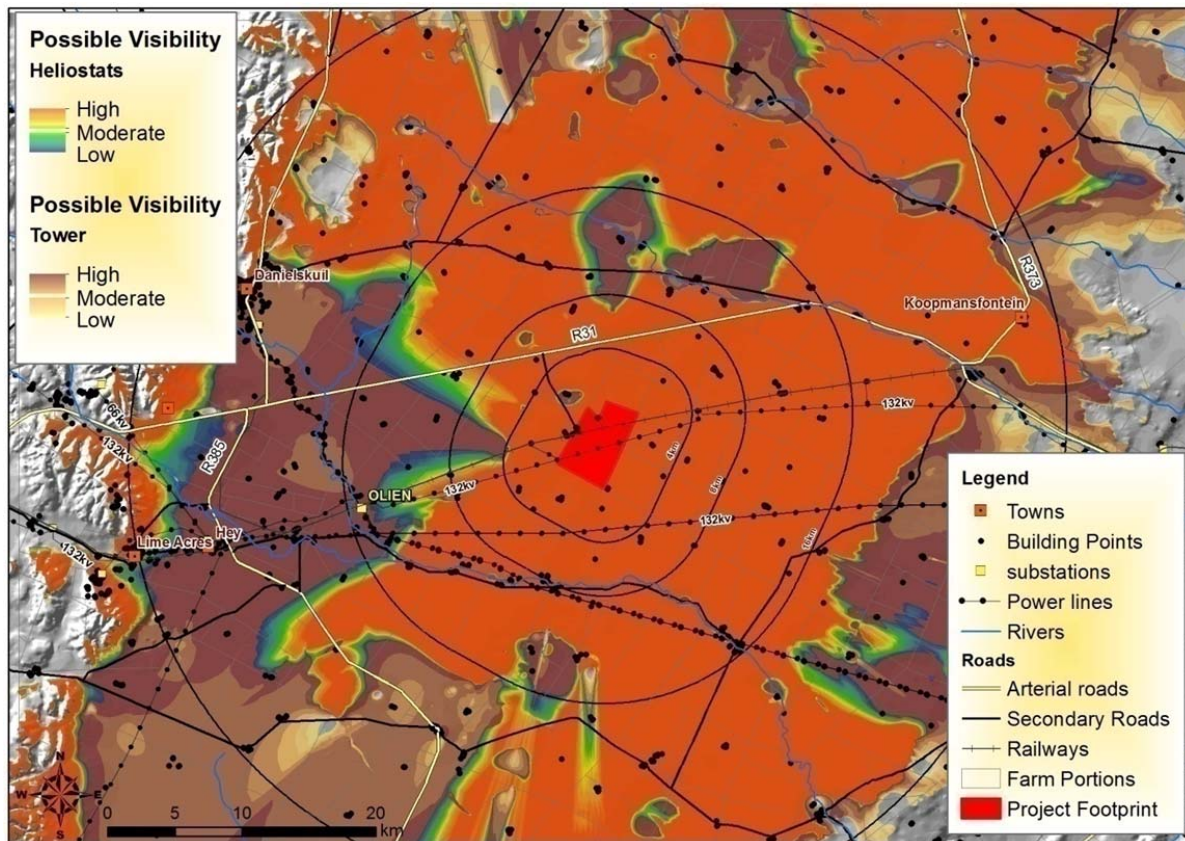 Possible Visibility
Heliostats
High
Moderate
Low
Possible Visibility
Tower
High
Moderate
Low
Danielskuil
R31
R373
Koopmansfontein
66kv
132kv
R385
132kv
4km
8km
OLIEN
132kv
132kv
Hey
Lime Acres
132kv
Legend
Towns
Building Points
substations
Power lines
Rivers
Roads
Arterial roads
Secondary Roads
Railways
Farm Portions
Project Footprint
N
W
E
S
0
5
10
20
km